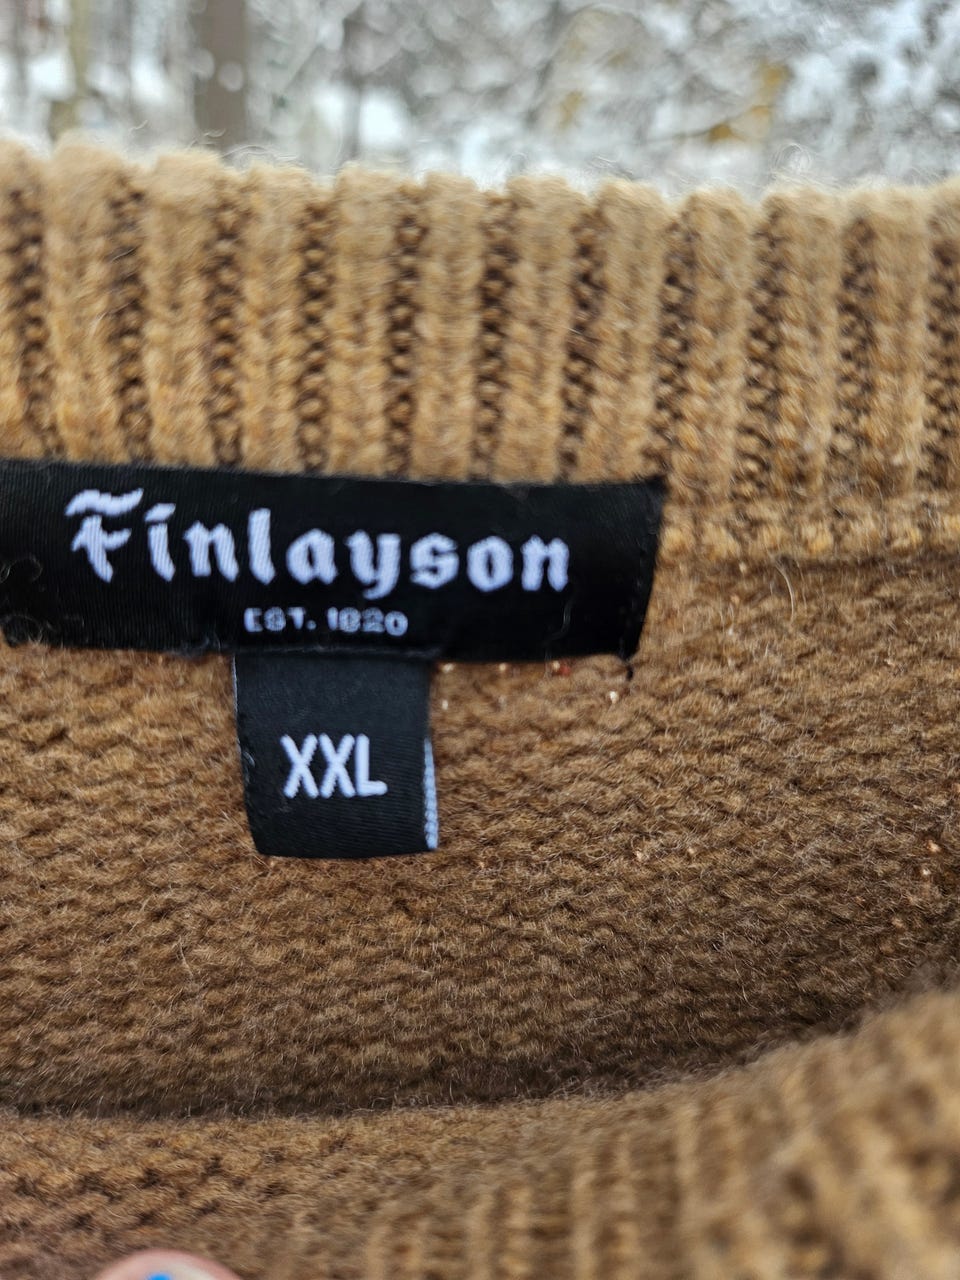 Finlayson
EST. 1820
XXL